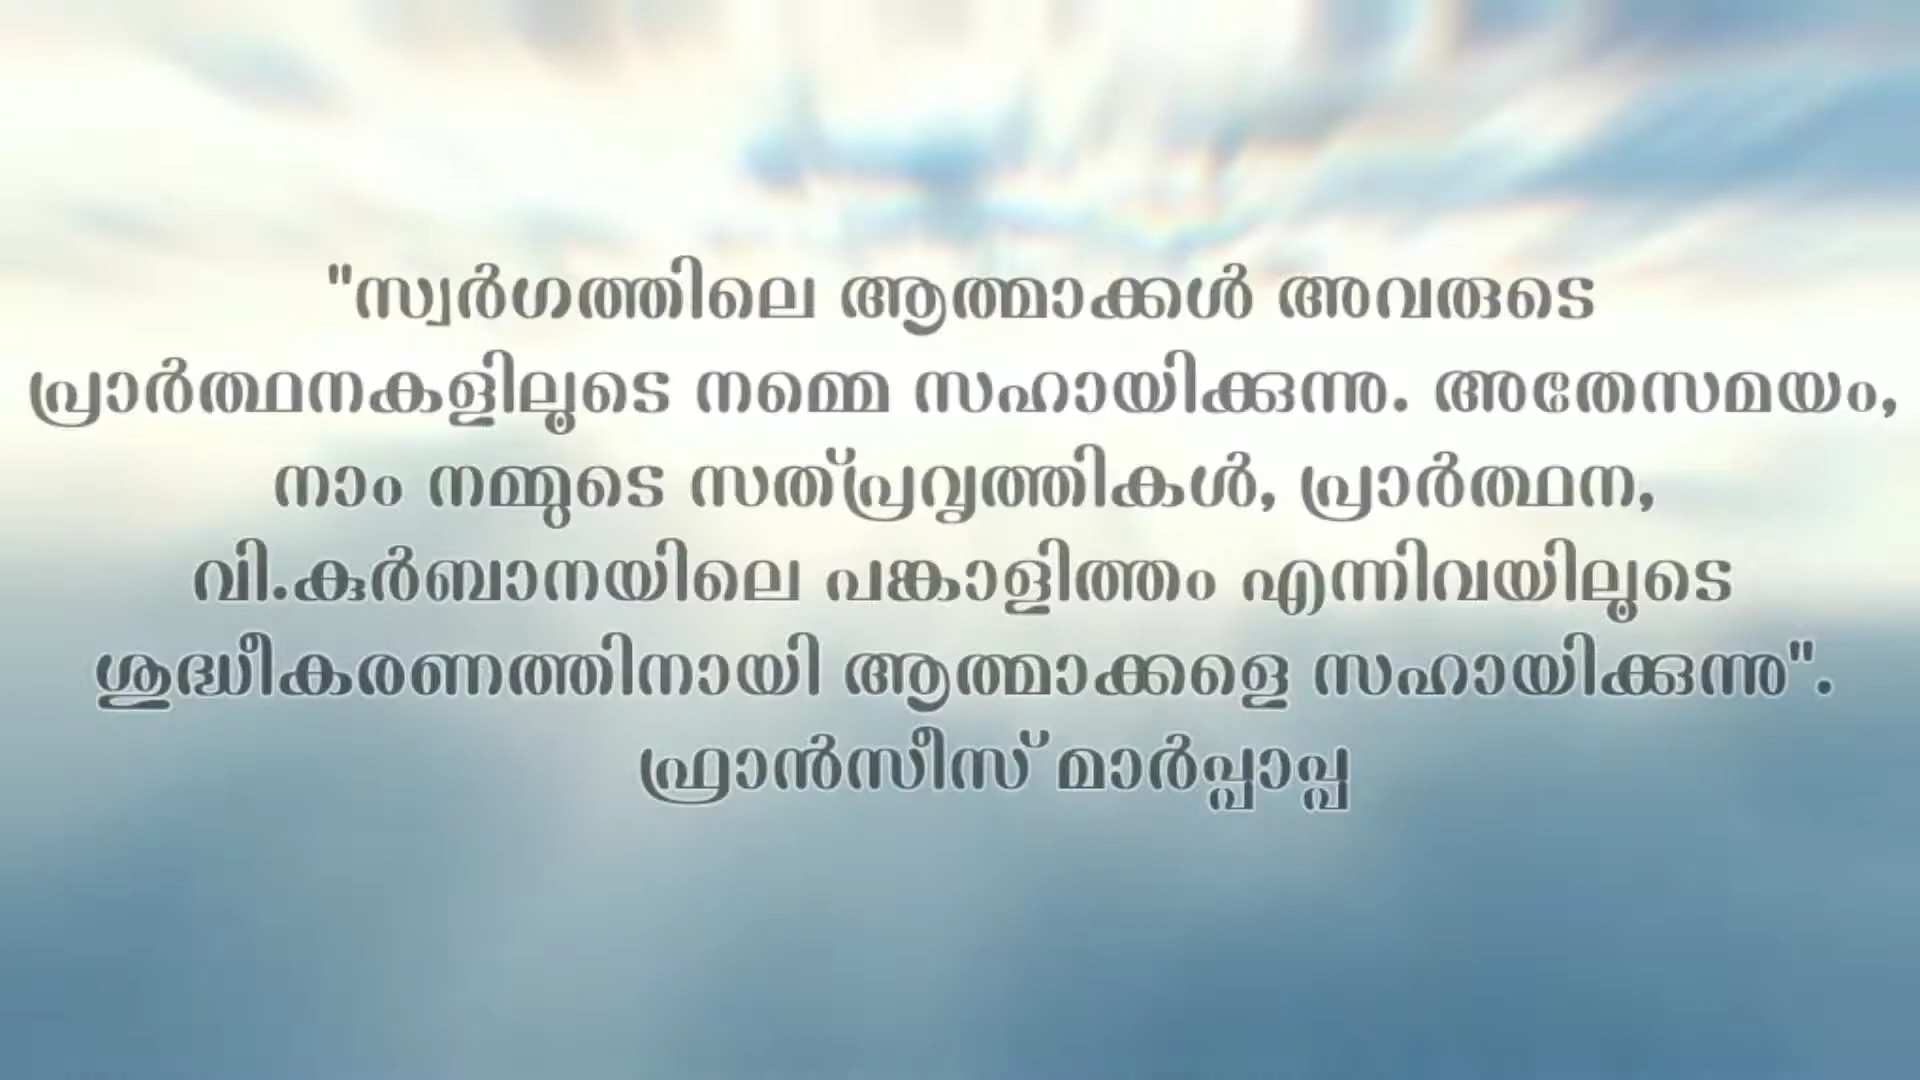 "സ്വർഗത്തിലെ ആത്മാക്കൾ അവരുടെ
പ്രാർത്ഥനകളിലൂടെ നമ്മെ സഹായിക്കുന്നു. അതേസമയം,
നാം നമ്മുടെ സത്പ്രവൃത്തികൾ, പ്രാർത്ഥന,
വി.കുർബാനയിലെ പങ്കാളിത്തം എന്നിവയിലൂടെ
ശുദ്ധീകരണത്തിനായി ആത്മാക്കളെ സഹായിക്കുന്നു".
ഫ്രാൻസീസ് മാർപ്പാപ്പ